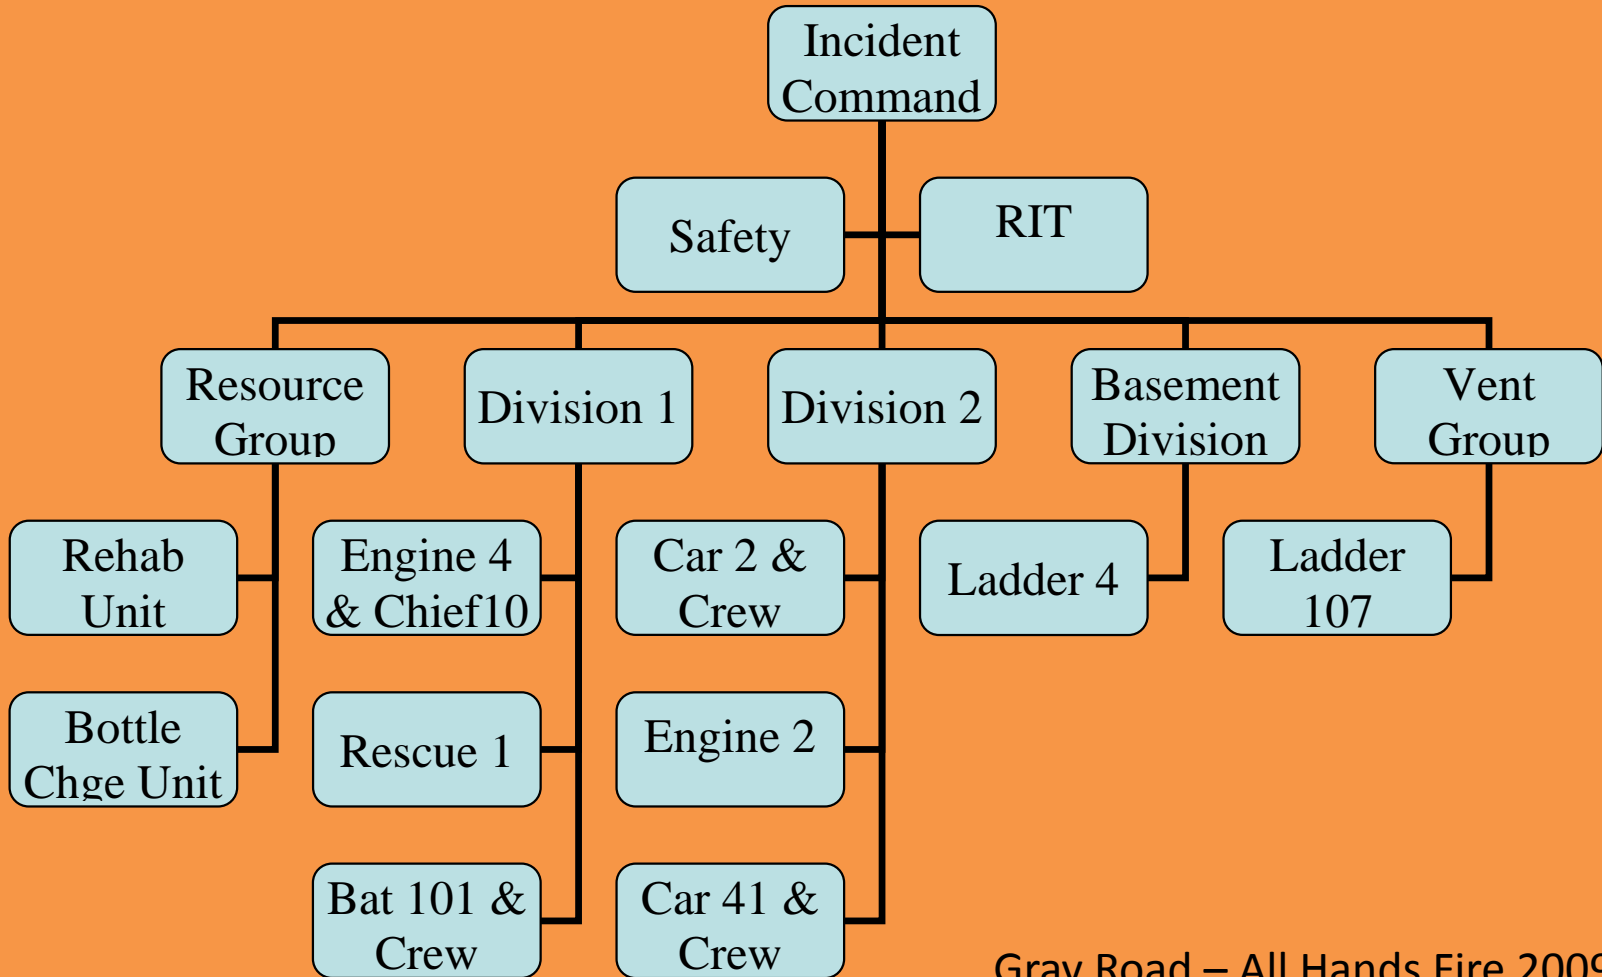 Incident
Command
Safety
RIT
Resource
Group
Division 1
Division 2
Basement
Division
Vent
Group
Rehab
Unit
Engine 4
& Chief10
Car 2 &
Crew
Ladder 4
Ladder
107
Bottle
Chge Unit
Rescue 1
Engine 2
Bat 101 &
Crew
Car 41 &
Crew
Gray Road – All Hands Fire 2009